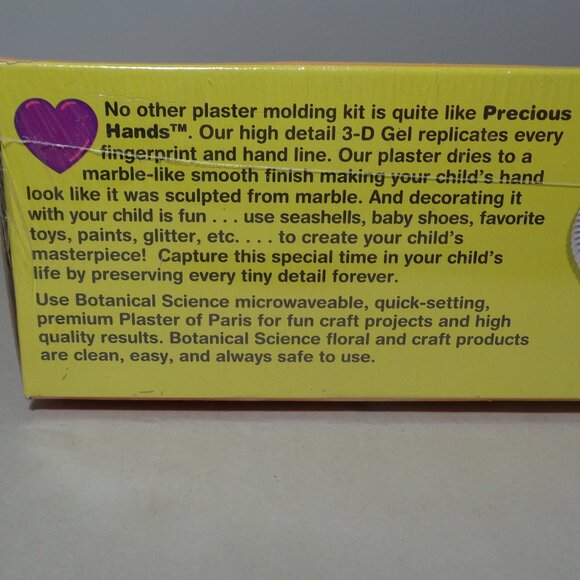 No other plaster molding kit is quite like Precious
Hands™. Our high detail 3-D Gel replicates every
fingerprint and hand line. Our plaster dries to a
marble-like smooth finish making your child's hand
look like it was sculpted from marble. And decorating it
with your child is fun . . . use seashells, baby shoes, favorite
toys, paints, glitter, etc. . . . to create your child's
masterpiece! Capture this special time in your child's
life by preserving every tiny detail forever.
Use Botanical Science microwaveable, quick-setting,
premium Plaster of Paris for fun craft projects and high
quality results. Botanical Science floral and craft products
are clean, easy, and always safe to use.